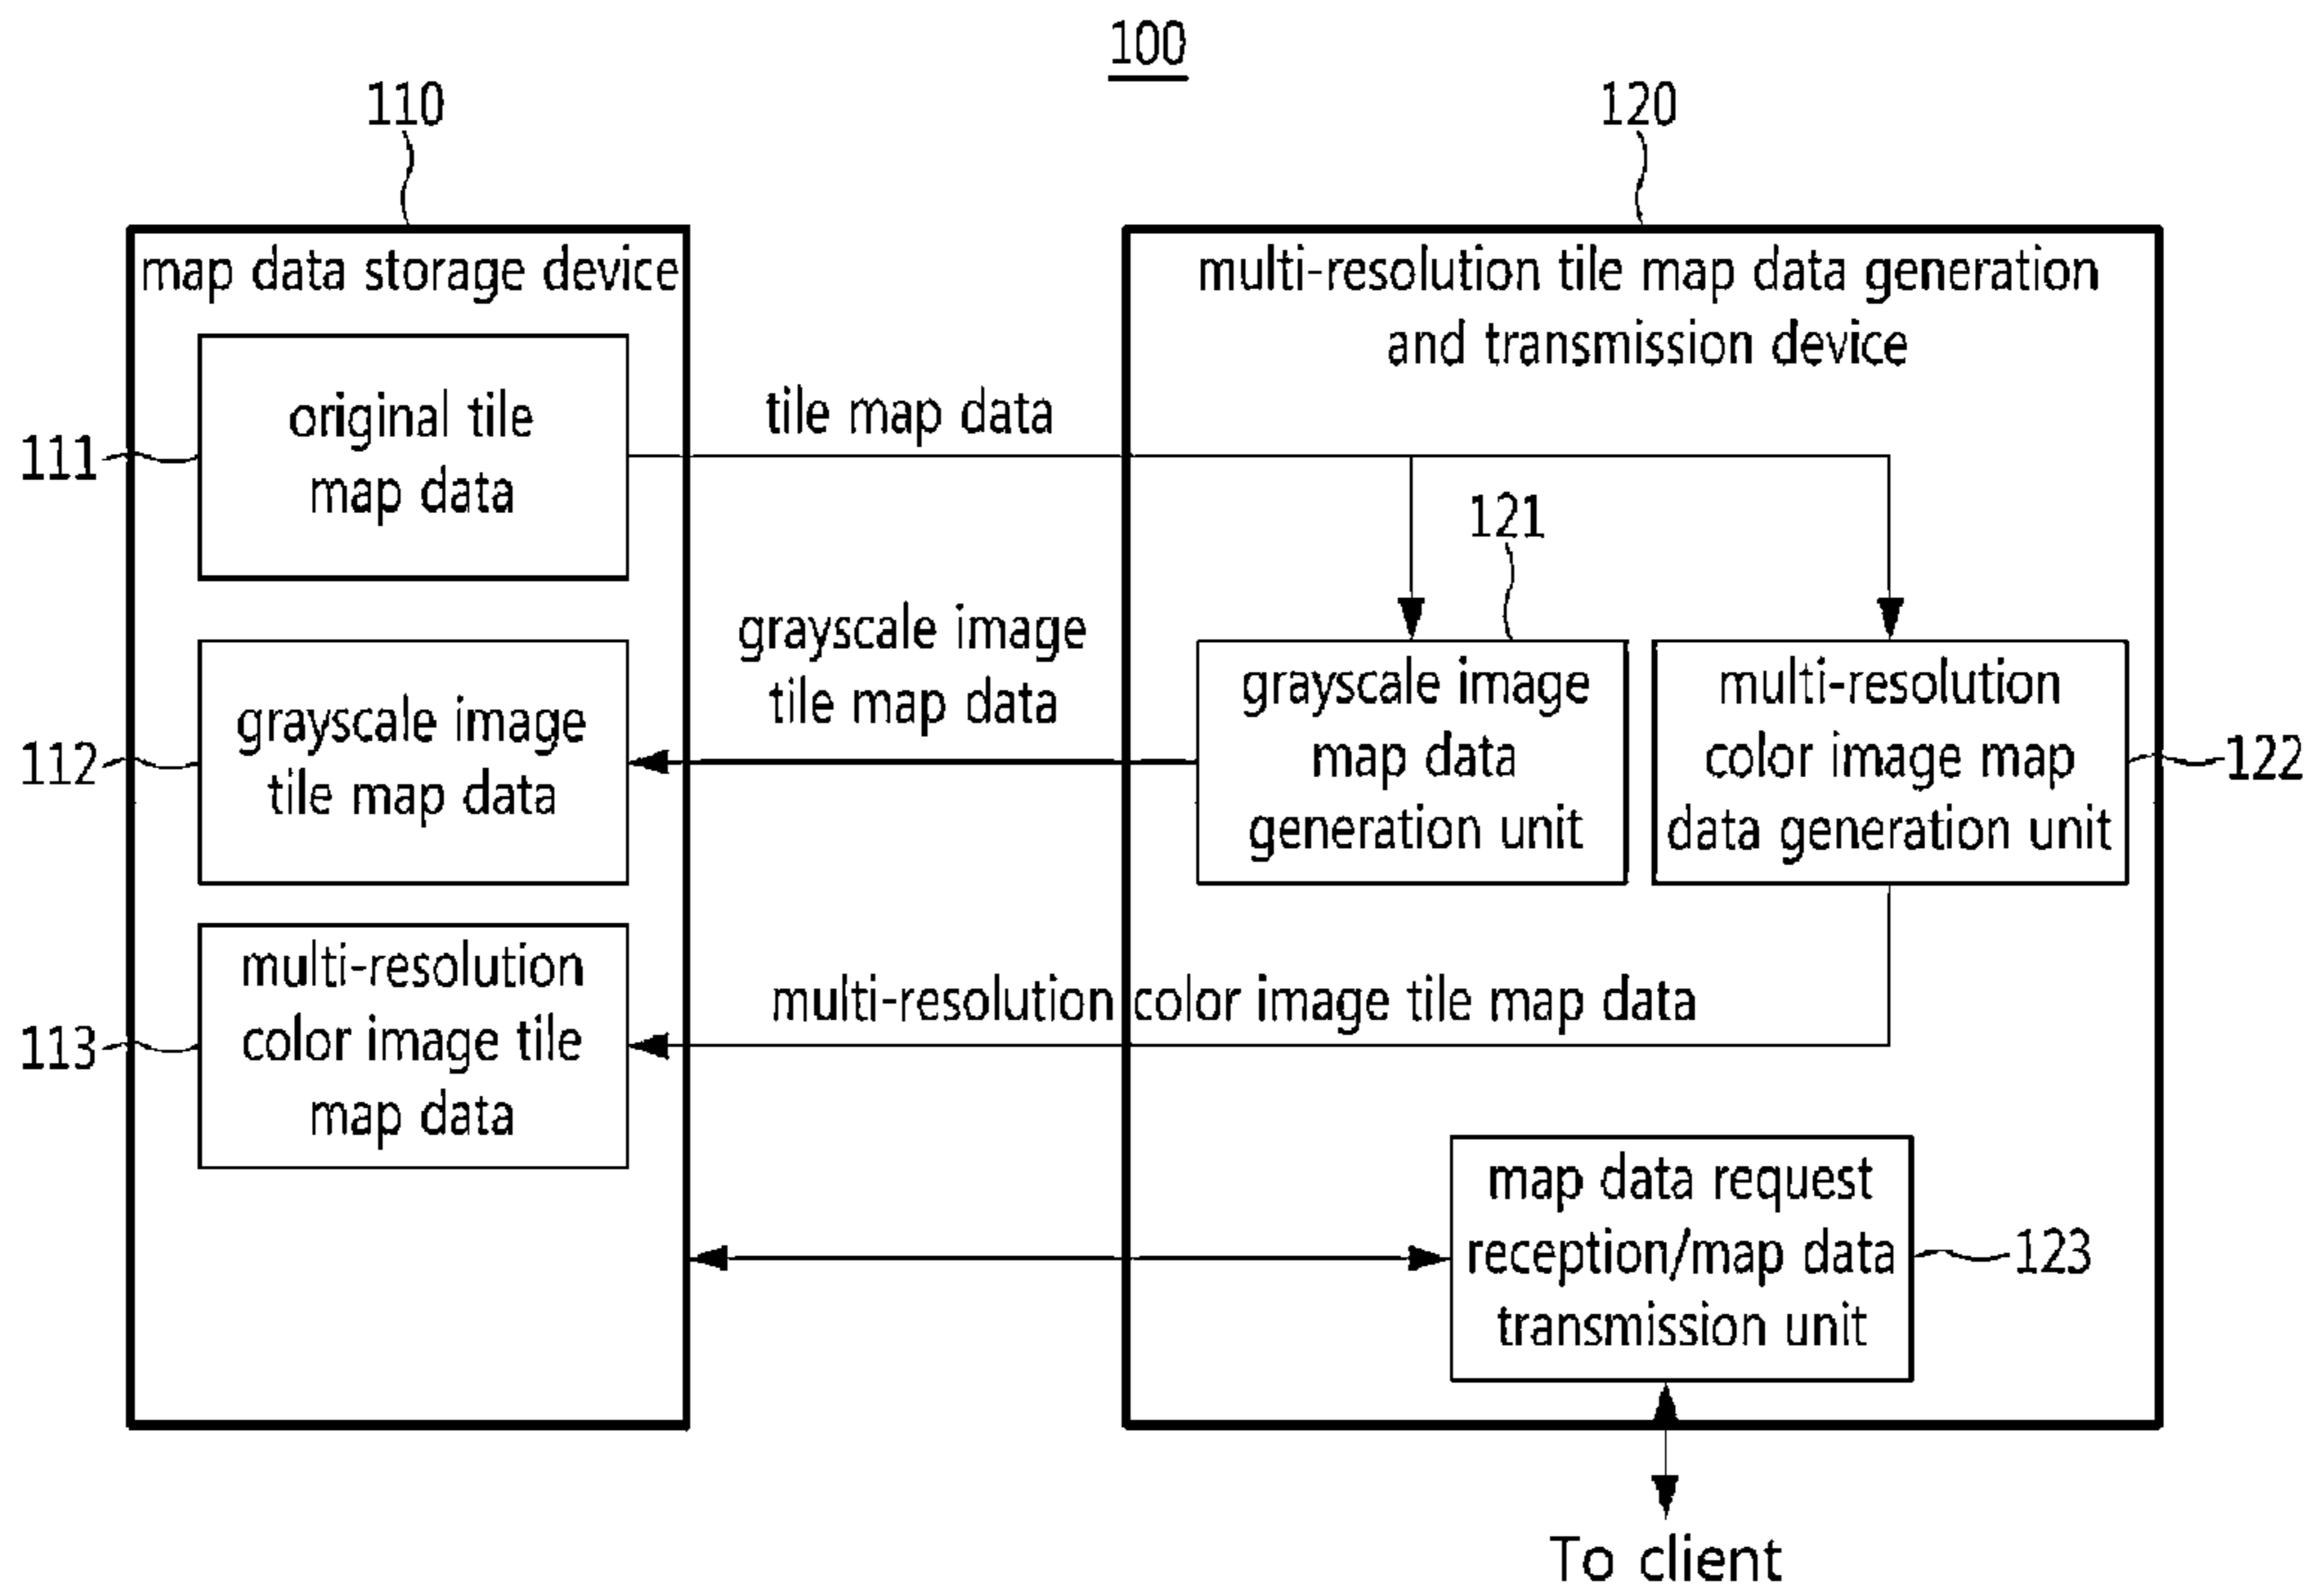 100
110
120
map data storage device
multi-resolution tile map data generation
and transmission device
original tile
map data
111
tile map data
121
grayscale image
tile map data
112
grayscale image
tile map data
grayscale image
map data
generation unit
multi-resolution
color image map
data generation unit
122
multi-resolution
color image tile
map data
113
multi-resolution color image tile map data
map data request
reception/map data
transmission unit
123
To client